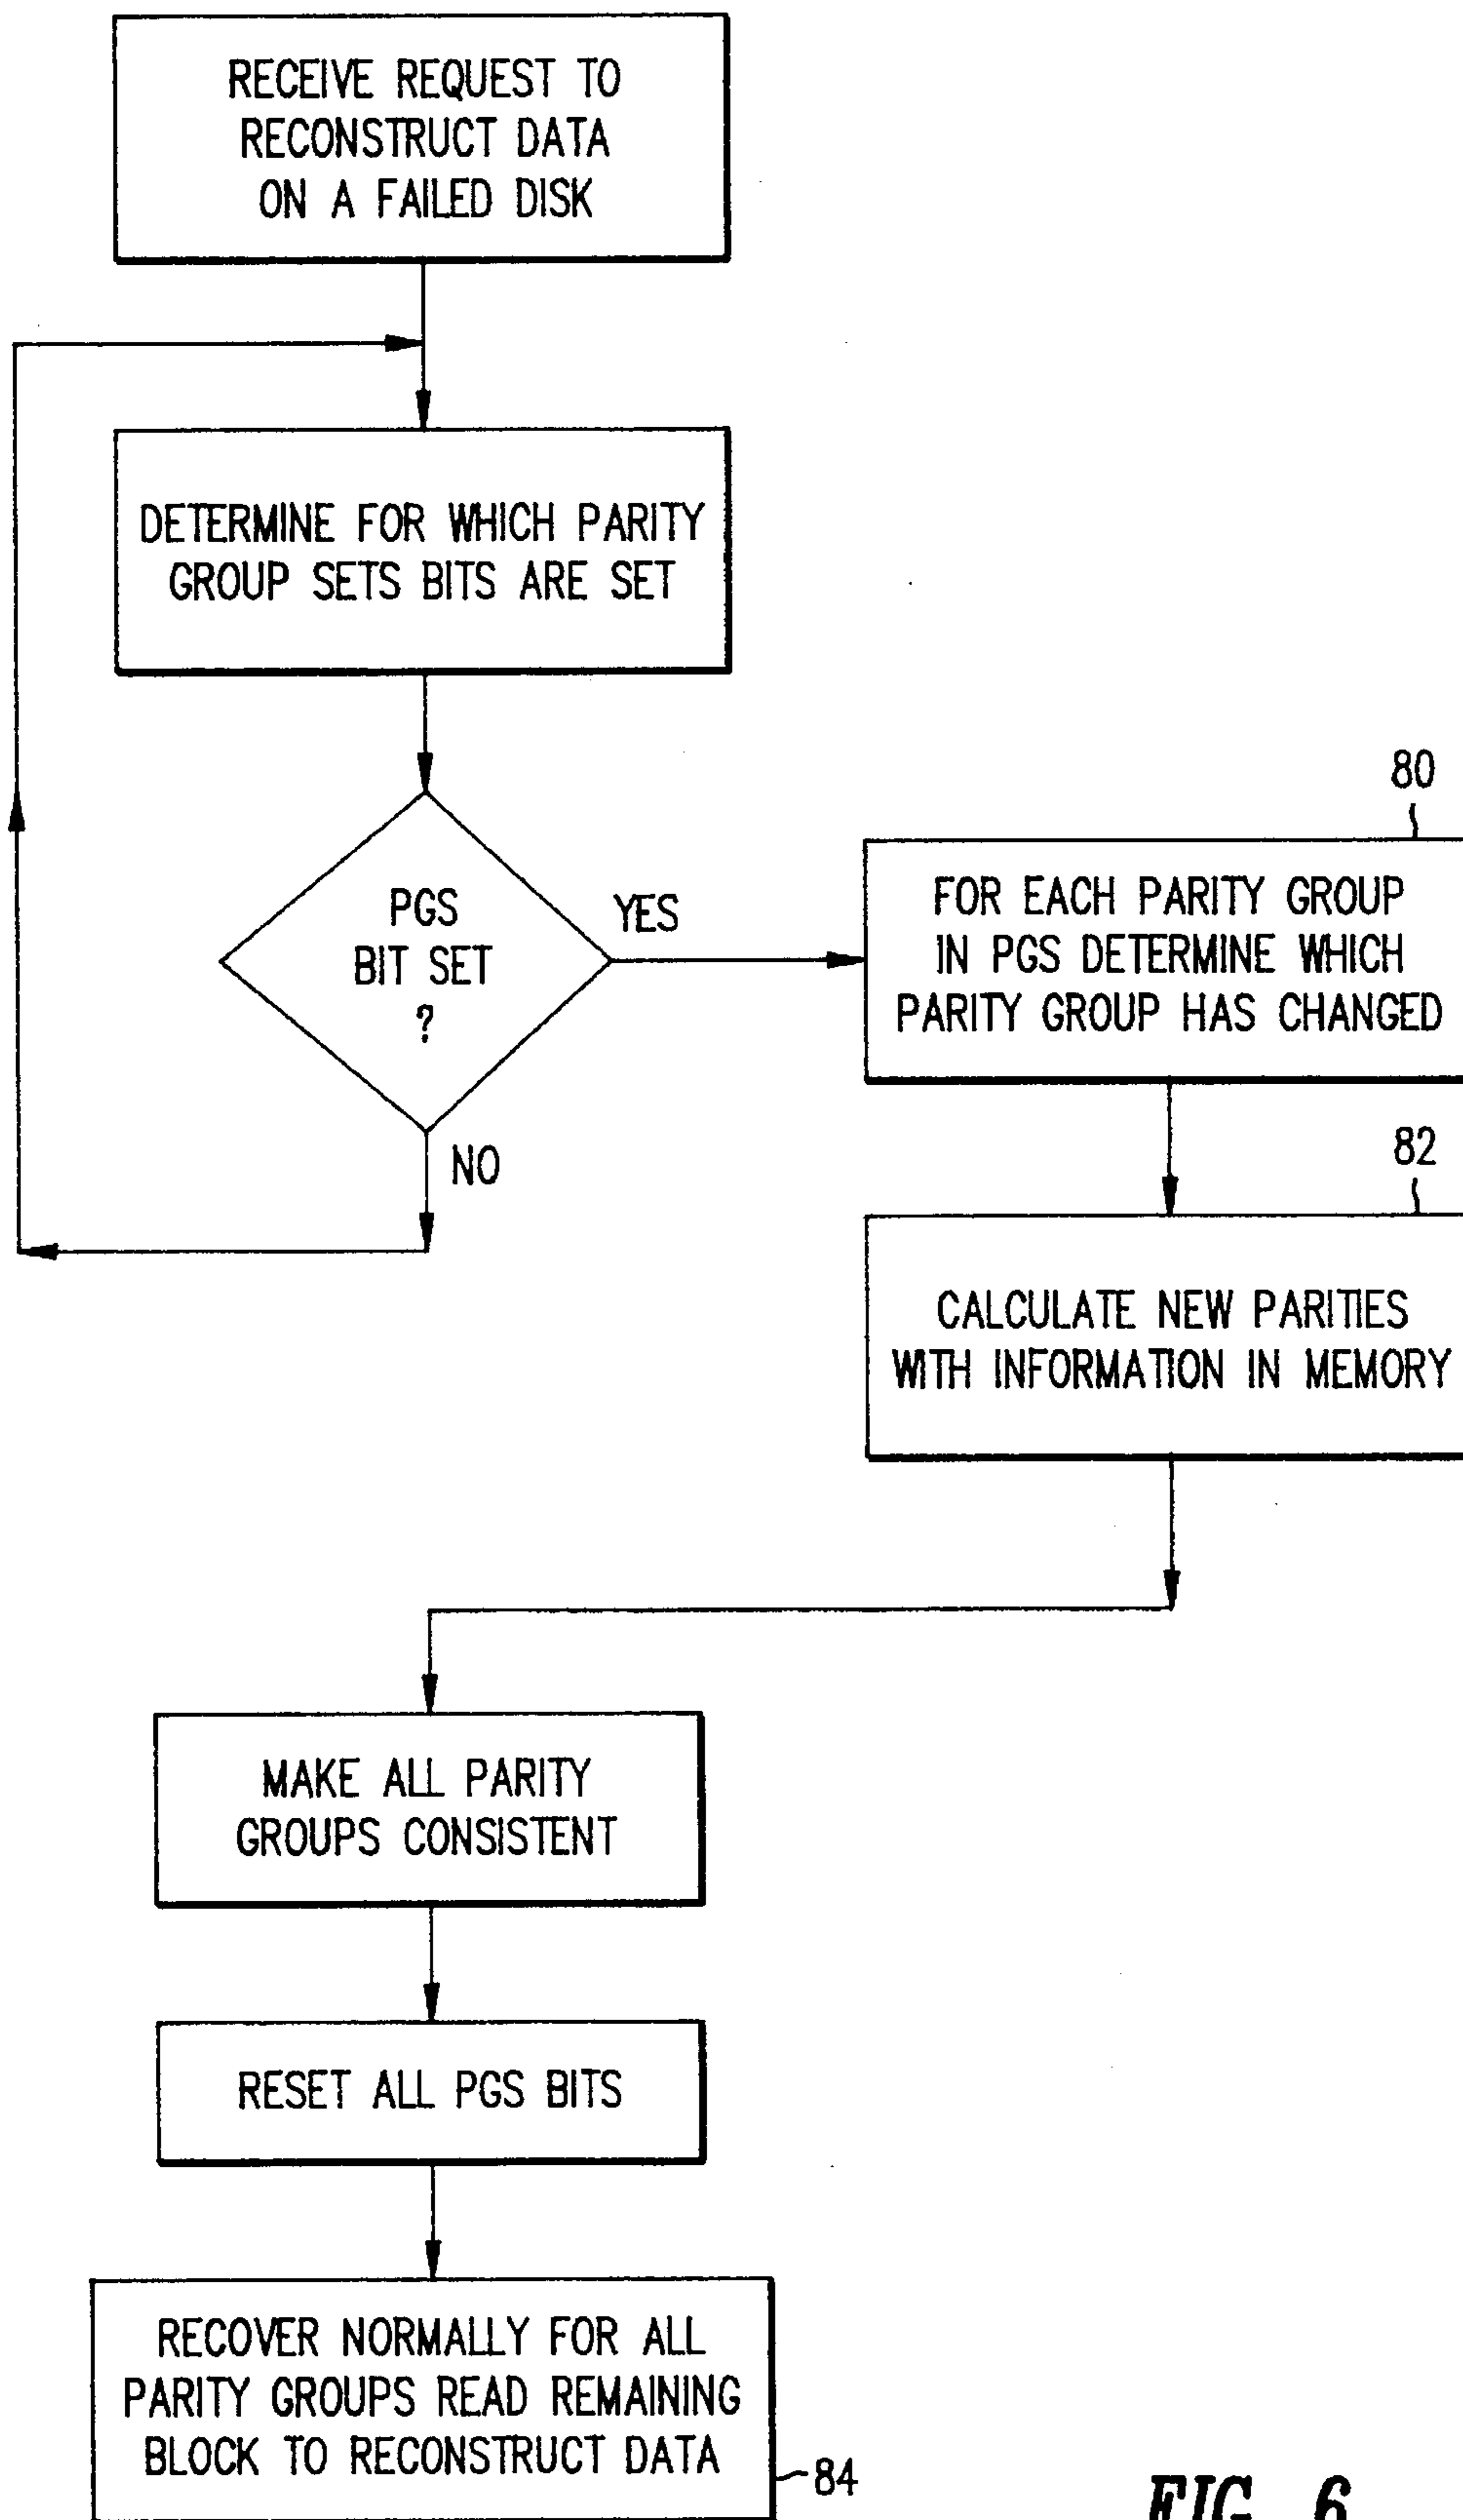 RECEIVE REQUEST TO
RECONSTRUCT DATA
ON A FAILED DISK
DETERMINE FOR WHICH PARITY
GROUP SETS BITS ARE SET
PGS
BIT SET
?
YES
NO
80
FOR EACH PARITY GROUP
IN PGS DETERMINE WHICH
PARITY GROUP HAS CHANGED
82
CALCULATE NEW PARITIES
WITH INFORMATION IN MEMORY
MAKE ALL PARITY
GROUPS CONSISTENT
RESET ALL PGS BITS
RECOVER NORMALLY FOR ALL
PARITY GROUPS READ REMAINING
BLOCK TO RECONSTRUCT DATA
84
FIG. 6